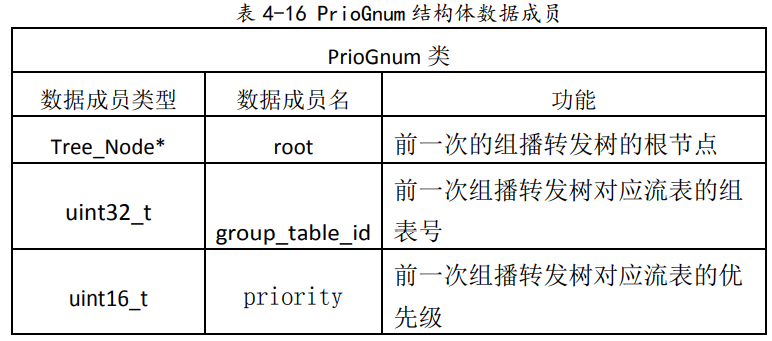 表 4-16 PrioGnum 结构体数据成员
PrioGnum 类
数据成员类型 数据成员名 功能
Tree_Node* root 前一次的组播转发树的根节点
uint32_t group_table_id 前一次组播转发树对应流表的组
表号
uint16_t priority 前一次组播转发树对应流表的优
先级